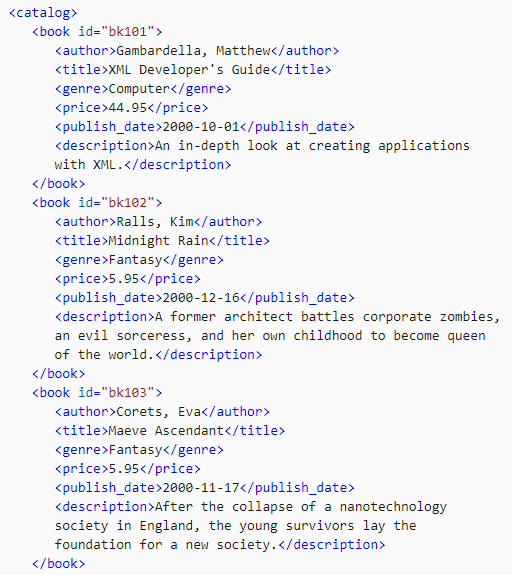 <catalog>
<book id="bk101">
<author>Gambardella, Matthew</author>
<title>XML Developer's Guide</title>
<genre>Computer</genre>
<price>44.95</price>
<publish_date>2000-10-01</publish_date>
<description>An in-depth look at creating applications
with XML.</description>
</book>
<book id="bk102">
<author>Ralls, Kim</author>
<title>Midnight Rain</title>
<genre>Fantasy</genre>
<price>5.95</price>
<publish_date>2000-12-16</publish_date>
<description>A former architect battles corporate zombies,
an evil sorceress, and her own childhood to become queen
of the world.</description>
</book>
<book id="bk103">
<author>Corets, Eva</author>
<title>Maeve Ascendant</title>
<genre>Fantasy</genre>
<price>5.95</price>
<publish_date>2000-11-17</publish_date>
<description>After the collapse of a nanotechnology
society in England, the young survivors lay the
foundation for a new society.</description>
</book>